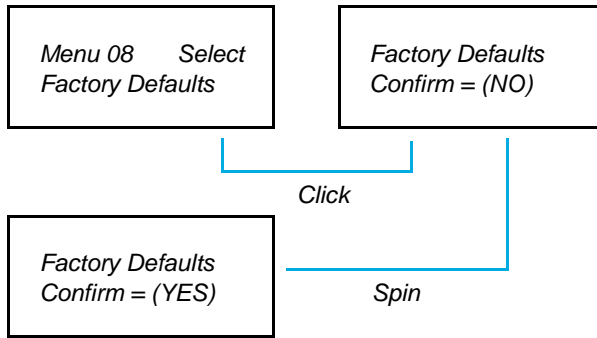 Menu 08 Select
Factory Defaults
Factory Defaults
Confirm = (NO)
Click
Factory Defaults
Confirm = (YES)
Spin